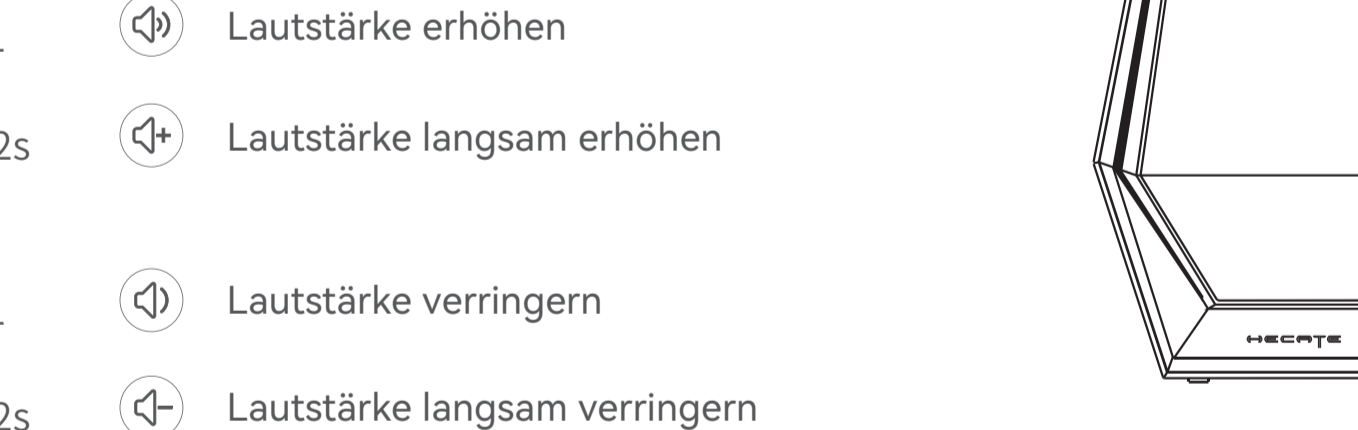 Lautstärke erhöhen
2s Lautstärke langsam erhöhen
Lautstärke verringern
HECATE
2s Lautstärke langsam verringern